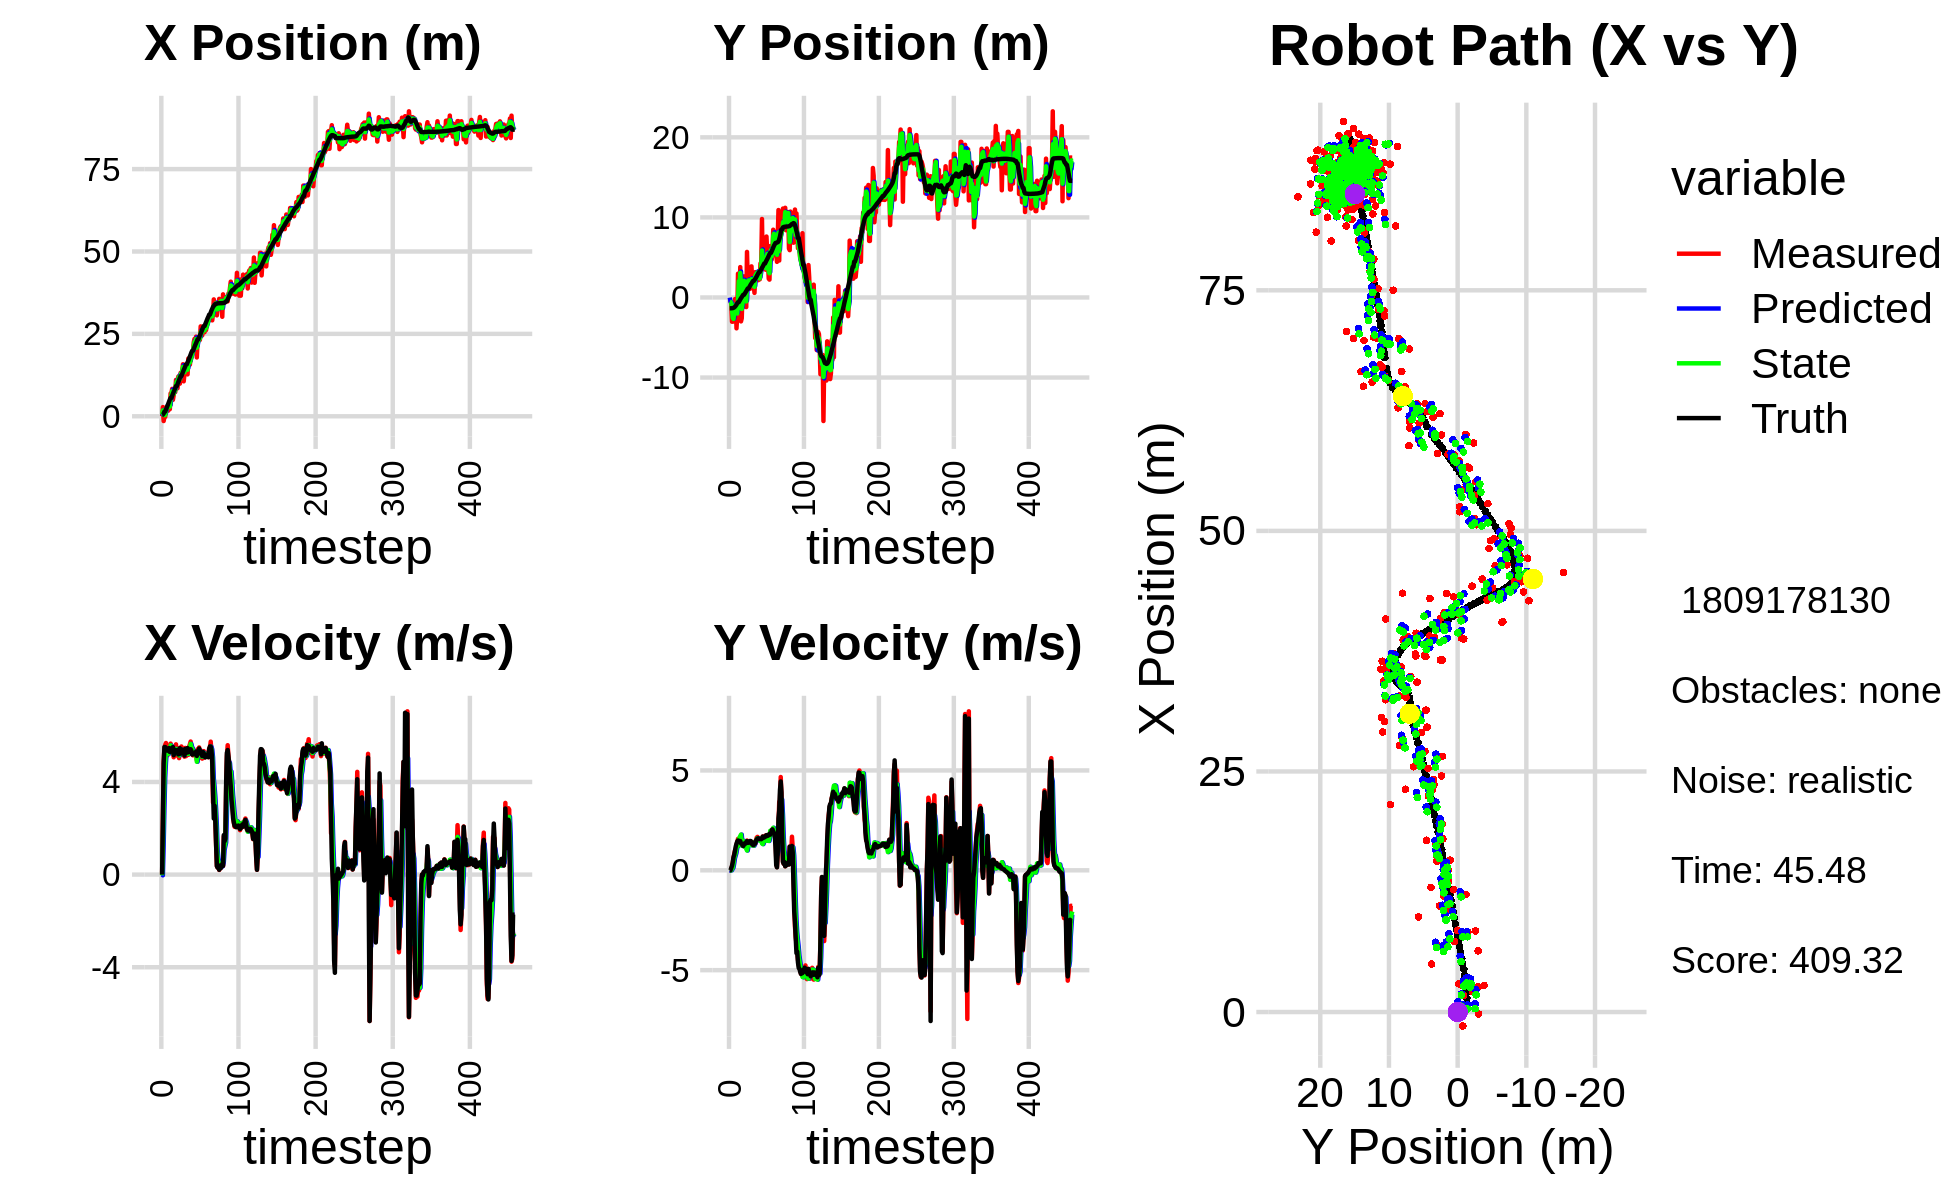 X Position (m)
75
50
25
0
0 100 200 300 400
timestep
Y Position (m)
20
10
0
-10
0 100 200 300 400
timestep
X Velocity (m/s)
4
0
-4
0 100 200 300 400
timestep
Y Velocity (m/s)
5
0
-5
0 100 200 300 400
timestep
Robot Path (X vs Y)
X Position (m)
75
50
25
0
20 10 0 -10 -20
Y Position (m)
variable
Measured
Predicted
State
Truth
1809178130
Obstacles: none
Noise: realistic
Time: 45.48
Score: 409.32